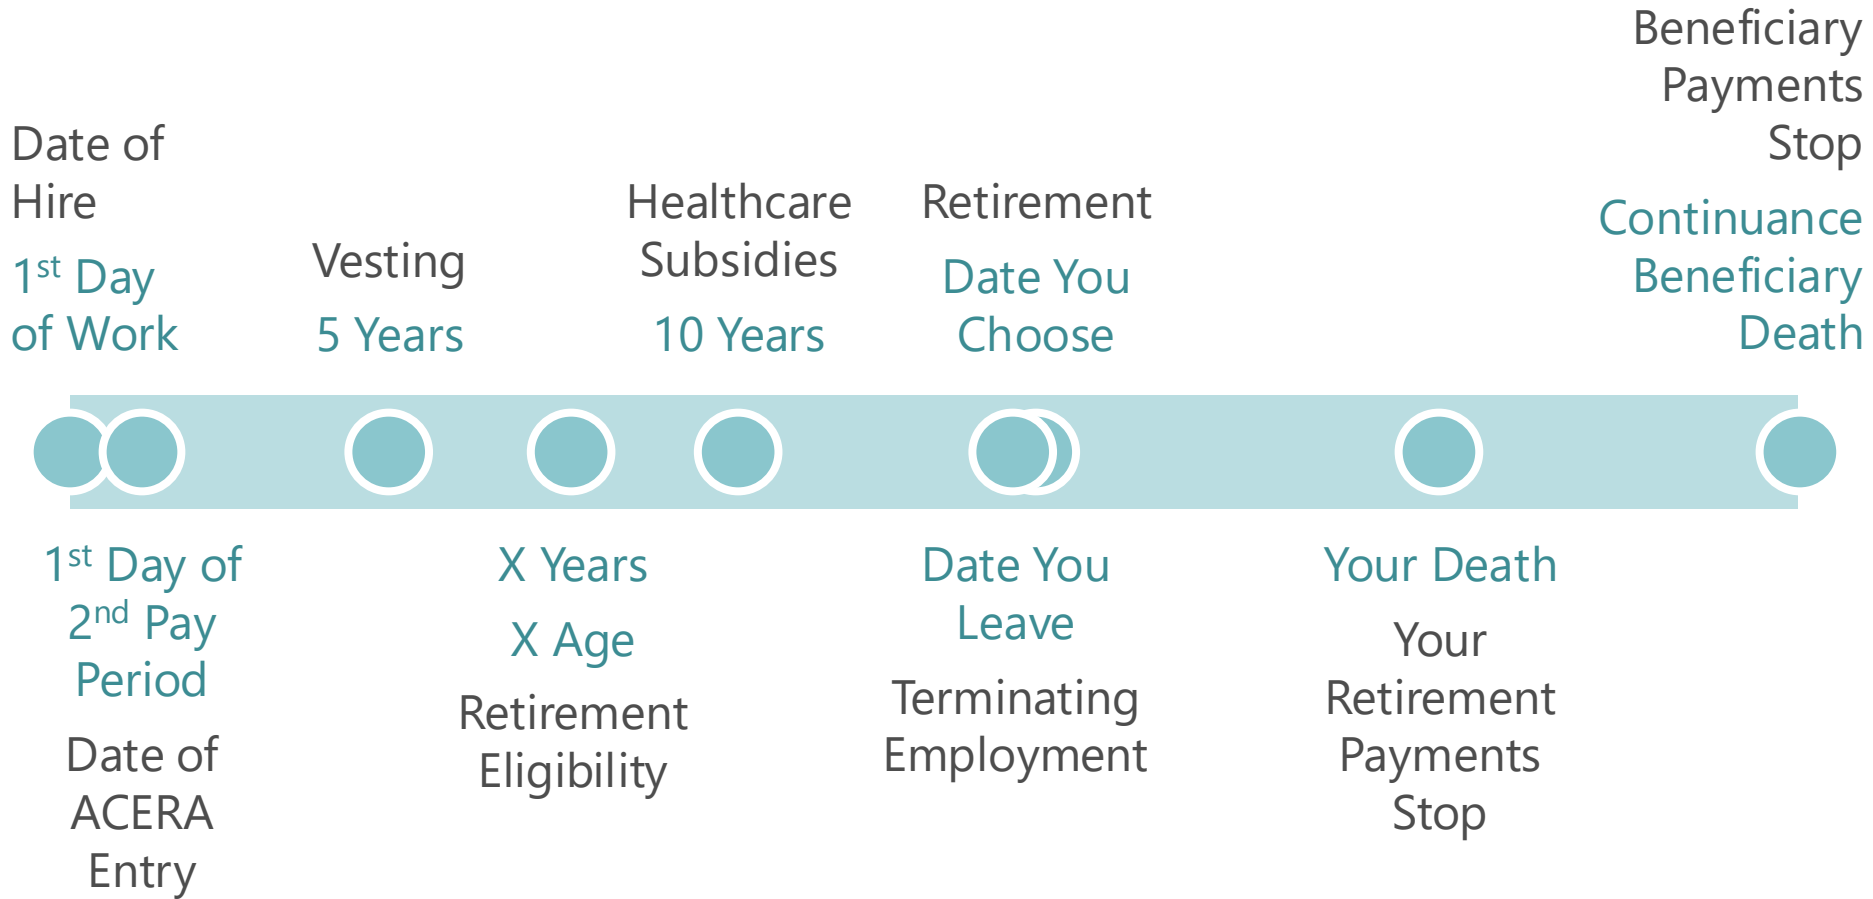 Date of
Hire
1st Day
of Work
Vesting
5 Years
Healthcare
Subsidies
10 Years
Retirement
Date You
Choose
Beneficiary
Payments
Stop
Continuance
Beneficiary
Death
1st Day of
2nd Pay
Period
Date of
ACERA
Entry
X Years
X Age
Retirement
Eligibility
Date You
Leave
Terminating
Employment
Your Death
Your
Retirement
Payments
Stop